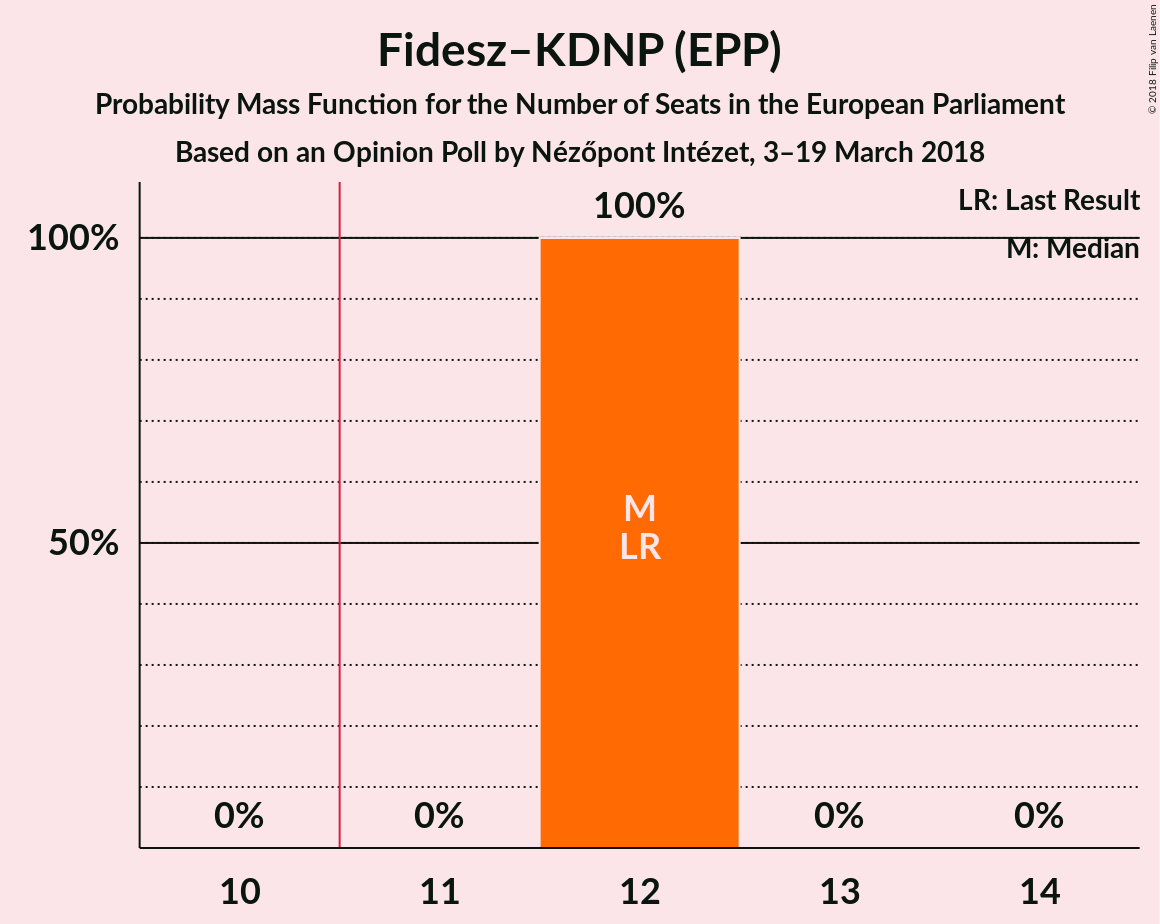 Fidesz–KDNP (EPP)
Probability Mass Function for the Number of Seats in the European Parliament
Based on an Opinion Poll by Nézőpont Intézet, 3–19 March 2018
© 2018 Filip van Laenen
LR: Last Result
M: Median
100%
100%
50%
M
LR
0%
0%
0%
0%
10
11
12
13
14